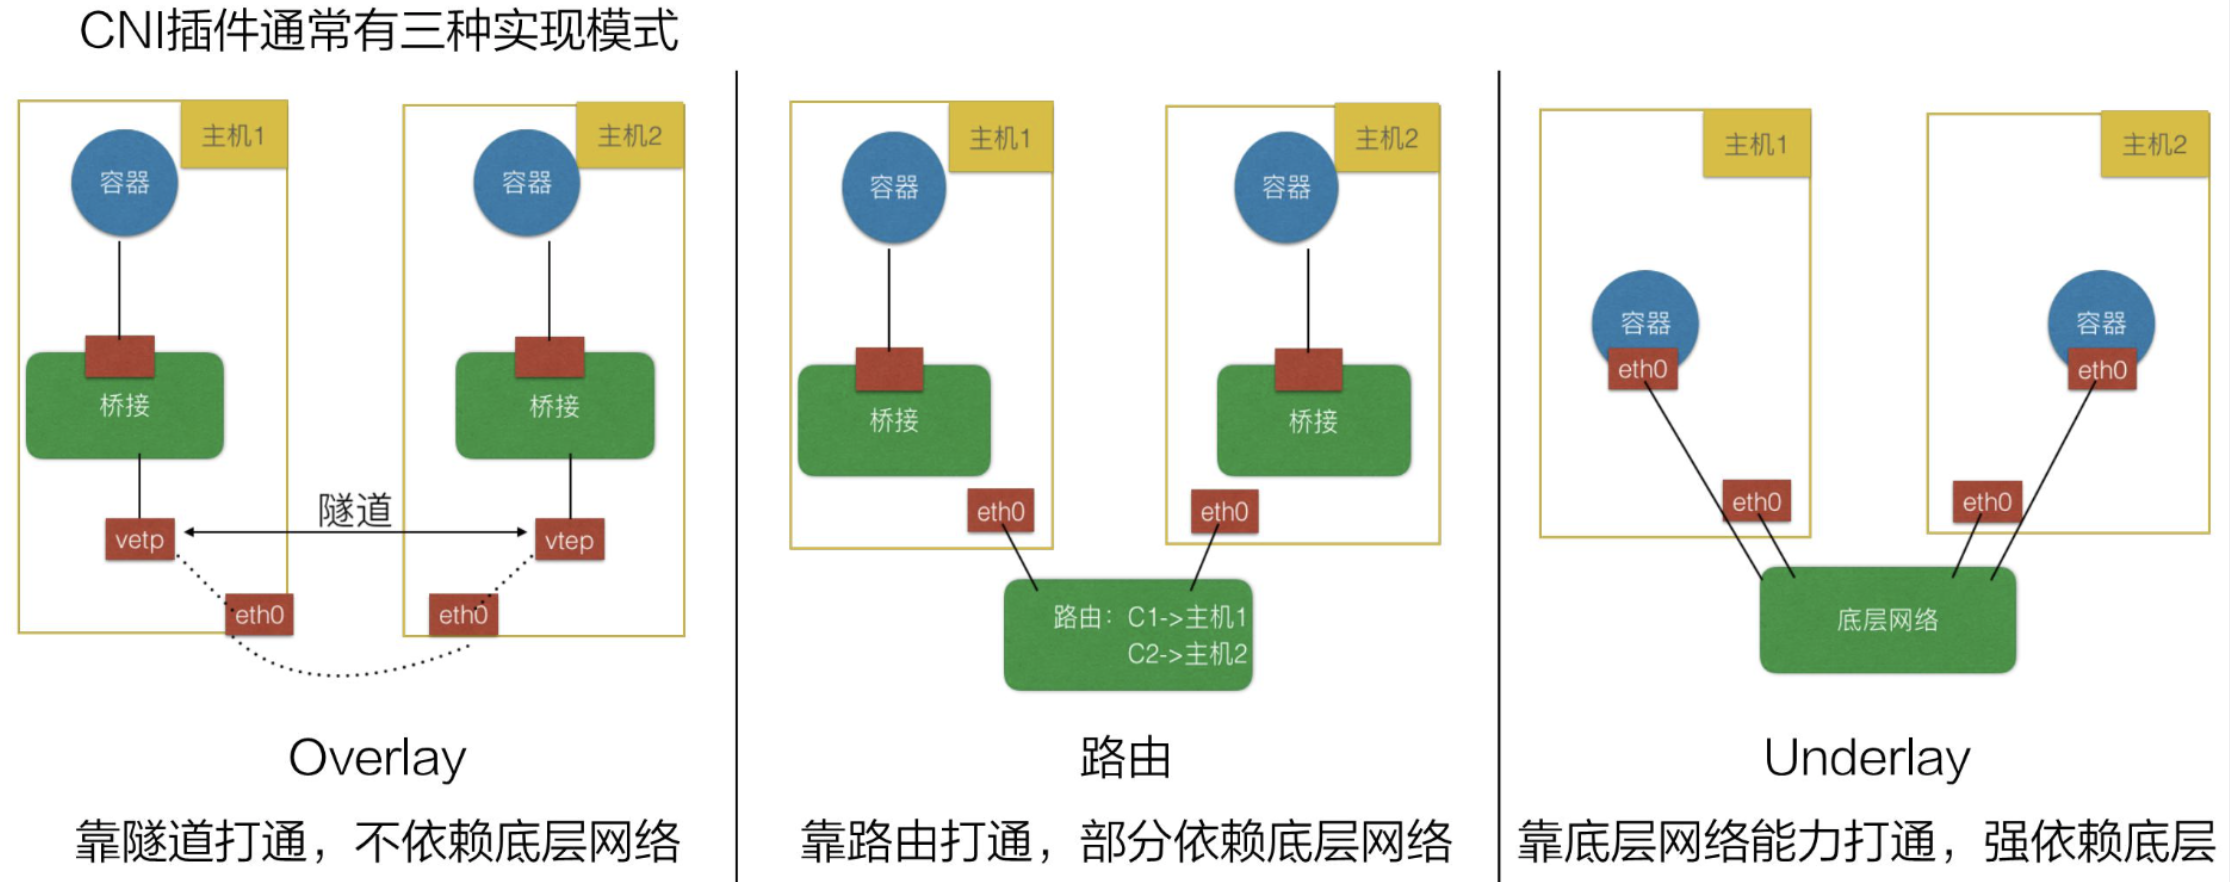 CNI插件通常有三种实现模式
主机1
容器
桥接
vetp
eth0
隧道
主机2
容器
桥接
vtep
eth0
Overlay
靠隧道打通，不依赖底层网络
主机1
容器
桥接
eth0
主机2
容器
桥接
eth0
路由：C1->主机1
C2->主机2
路由
靠路由打通，部分依赖底层网络
主机1
容器
eth0
eth0
主机2
容器
eth0
eth0
底层网络
Underlay
靠底层网络能力打通，强依赖底层